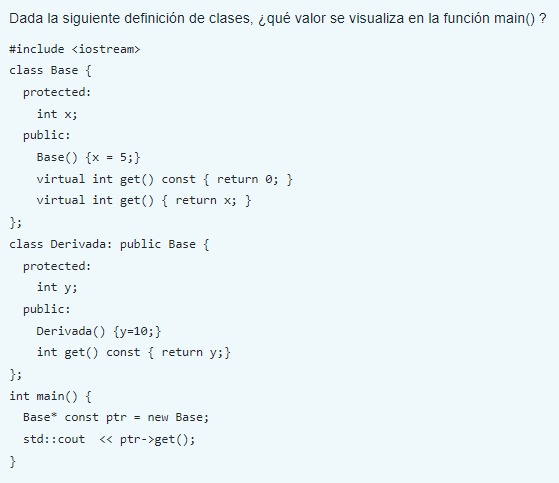 Dada la siguiente definición de clases, ¿qué valor se visualiza en la función main() ?
#include <iostream>
class Base {
protected:
int x;
public:
Base() {x = 5;}
virtual int get() const { return 0; }
virtual int get() { return x; }
};
class Derivada: public Base {
protected:
int y;
public:
Derivada() {y=10;}
int get() const { return y;}
};
int main() {
Base* const ptr = new Base;
std::cout << ptr->get();
}